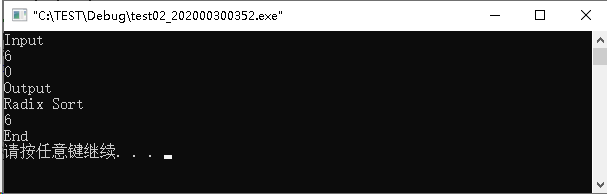 "C:\TEST\Debug\test02_202000300352.exe"
Input
6
0
Output
Radix Sort
6
End
请按任意键继续. . .